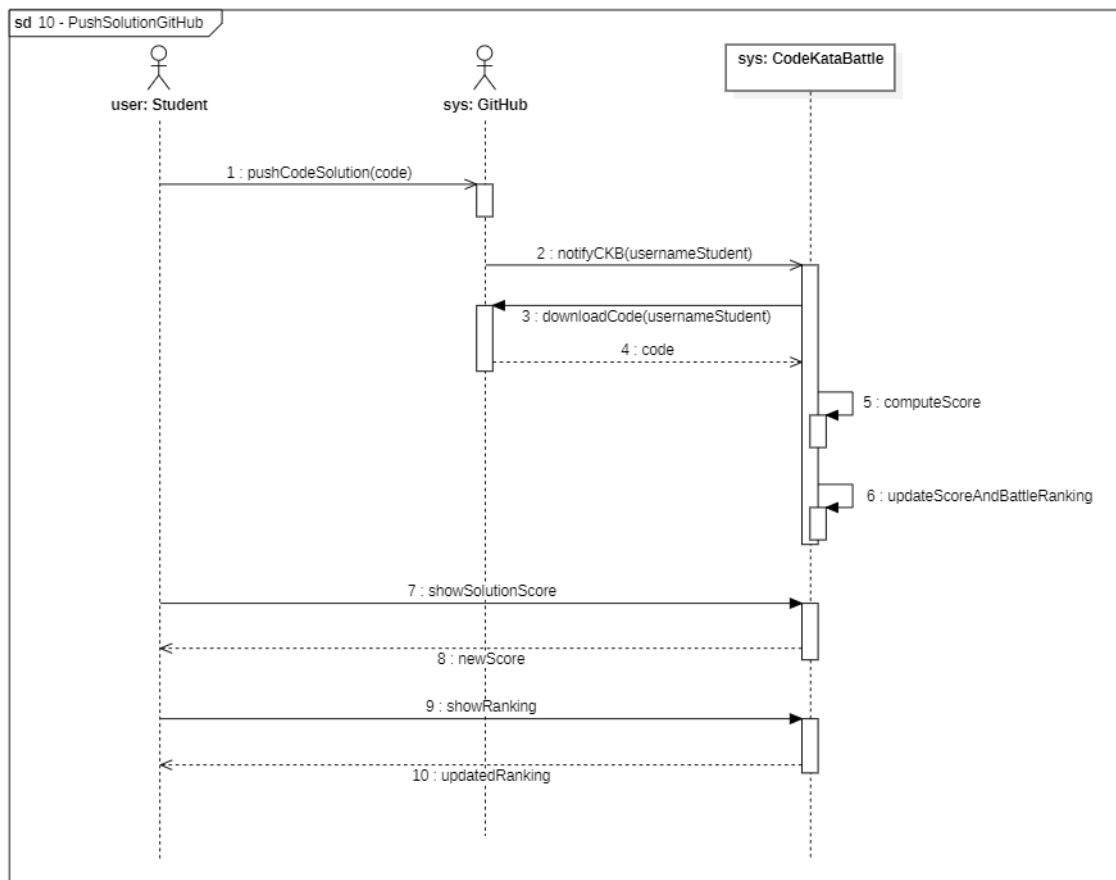 sd 10 - PushSolutionGitHub
user: Student
sys: GitHub
sys: CodeKataBattle
1 : pushCodeSolution(code)
2 : notifyCKB(usernameStudent)
3 : downloadCode(usernameStudent)
4 : code
5 : computeScore
6 : updateScoreAndBattleRanking
7 : showSolutionScore
8 : newScore
9 : showRanking
10 : updatedRanking